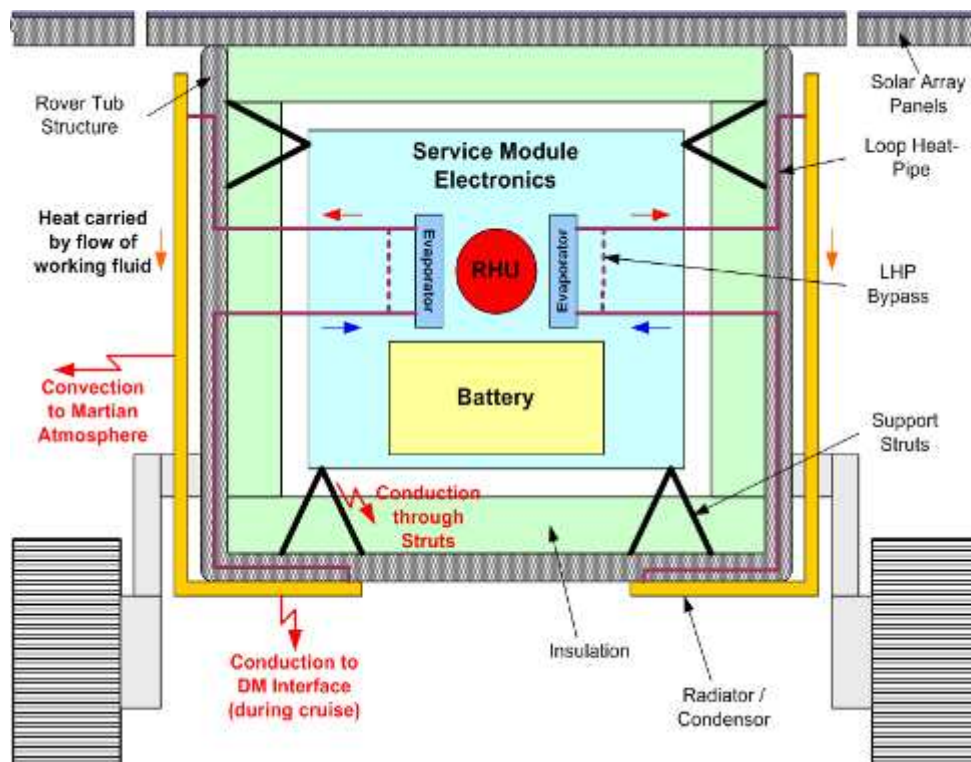 Rover Tub
Structure
Solar Array
Panels
Service Module
Electronics
Loop Heat-
Pipe
Heat carried
by flow of
working fluid
Evaporator
RHU
Evaporator
LHP
Bypass
Convection
to Martian
Atmosphere
Battery
Support
Struts
Conduction
through
Struts
Insulation
Conduction to
DM Interface
(during cruise)
Radiator /
Condensor